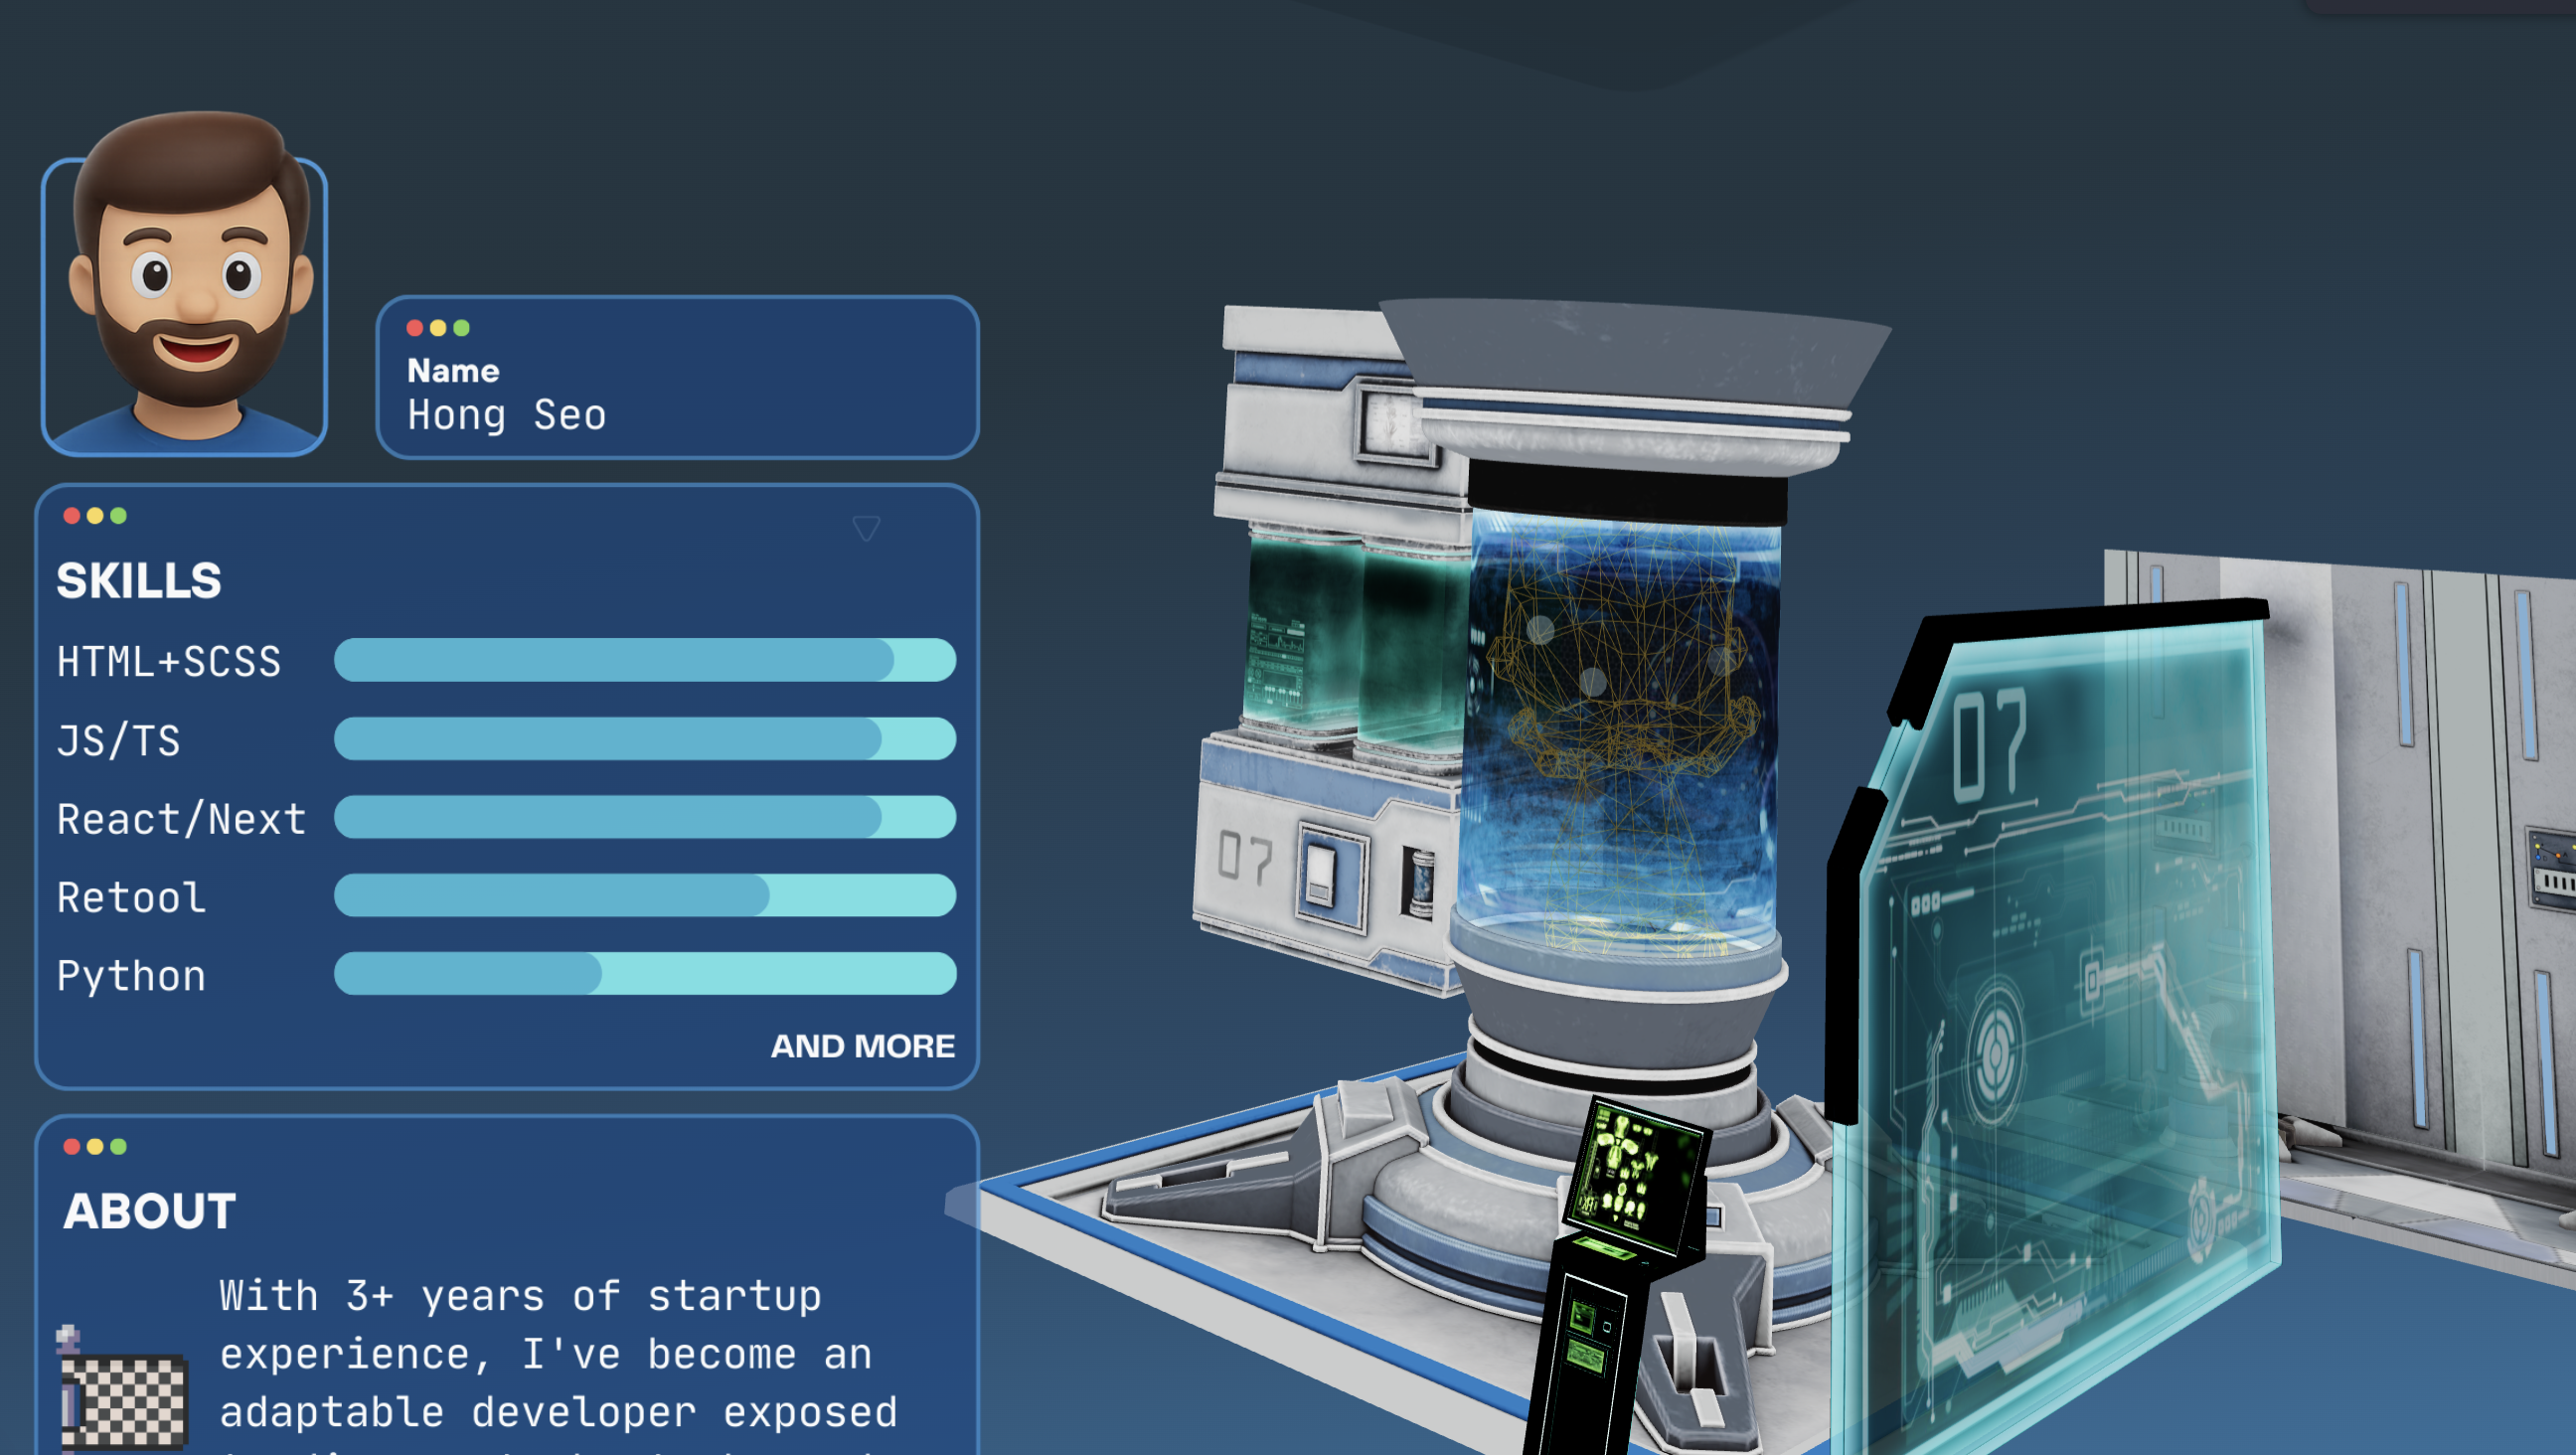 Name
Hong Seo
SKILLS
HTML+SCSS
JS/TS
React/Next
Retool
Python
AND MORE
ABOUT
With 3+ years of startup
experience, I've become an
adaptable developer exposed
07
07